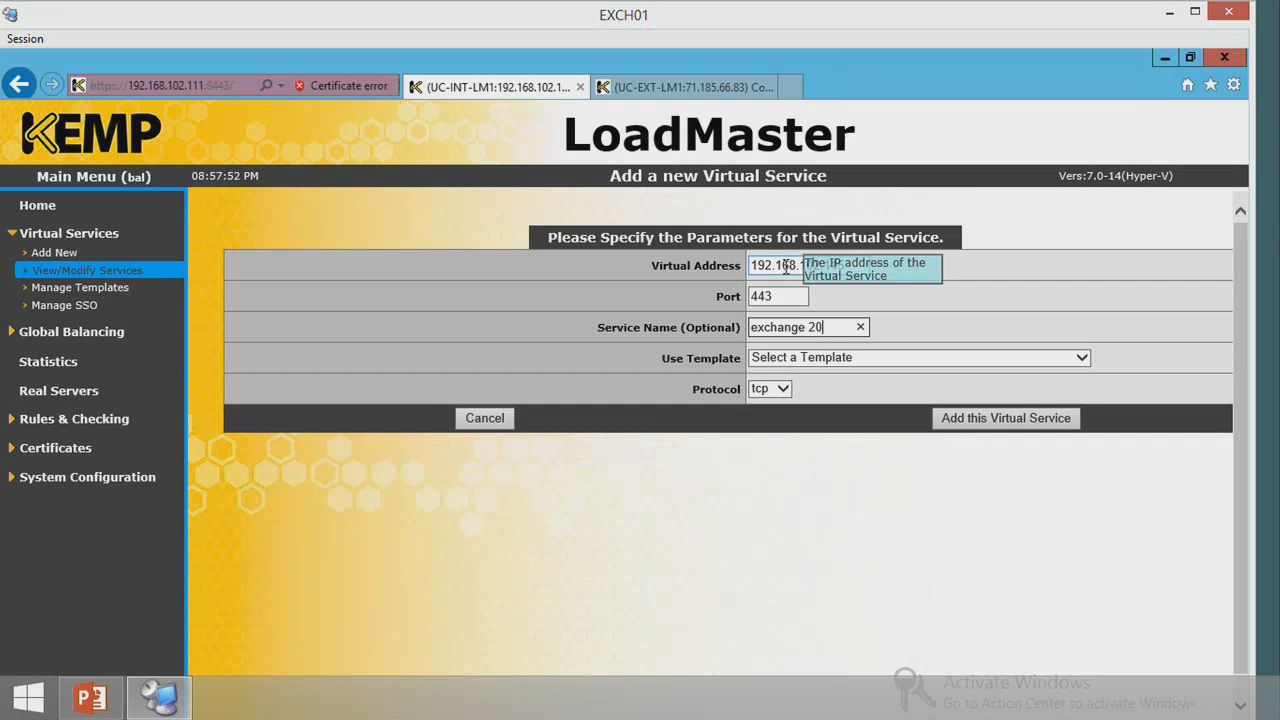 EXCH01
Session
https://192.168.102.111:8443/
Certificate error
(UC-INT-LM1:192.168.102.1...
(UC-EXT-LM1:71.185.66.83) Co...
KEMP
LoadMaster
Main Menu (bal)
08:57:52 PM
Add a new Virtual Service
Vers:7.0-14(Hyper-V)
Home
Virtual Services
Add New
View/Modify Services
Manage Templates
Manage SSO
Global Balancing
Statistics
Real Servers
Rules & Checking
Certificates
System Configuration
Please Specify the Parameters for the Virtual Service.
Virtual Address
192.168.1
The IP address of the
Virtual Service
Port
443
Service Name (Optional)
exchange 20
Use Template
Select a Template
Protocol
tcp
Cancel
Add this Virtual Service
Activate Windows
Go to Action Center to activate Windows.